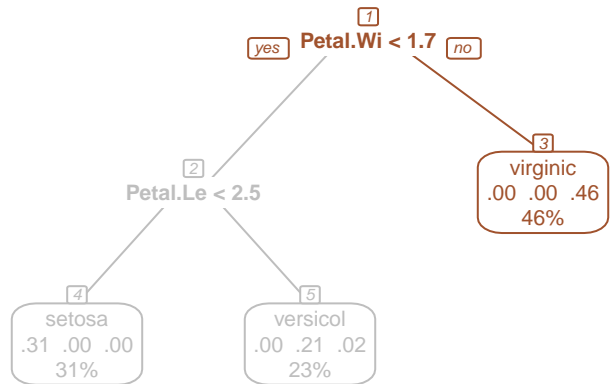 1
yes Petal.Wi < 1.7 no
3
virginic
.00 .00 .46
46%
2
Petal.Le < 2.5
4
setosa
.31 .00 .00
31%
5
versicol
.00 .21 .02
23%